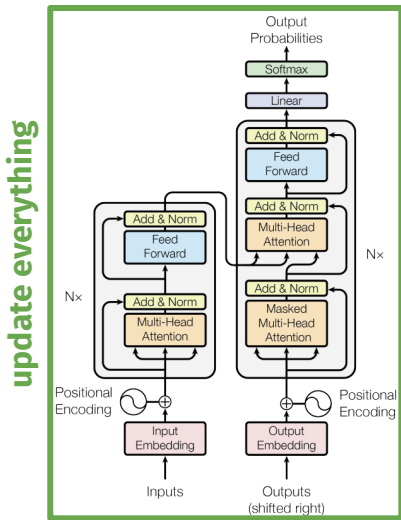 update everything
Output
Probabilities
Softmax
Linear
Add & Norm
Feed
Forward
Add & Norm
Multi-Head
Attention
Add & Norm
Masked
Multi-Head
Attention
N×
Add & Norm
Feed
Forward
N×
Add & Norm
Multi-Head
Attention
Positional
Encoding
Positional
Encoding
Input
Embedding
Output
Embedding
Inputs
Outputs
(shifted right)